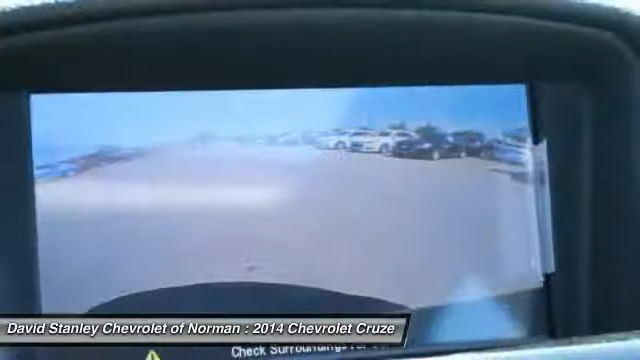 David Stanley Chevrolet of Norman : 2014 Chevrolet Cruze
Check Surroundings